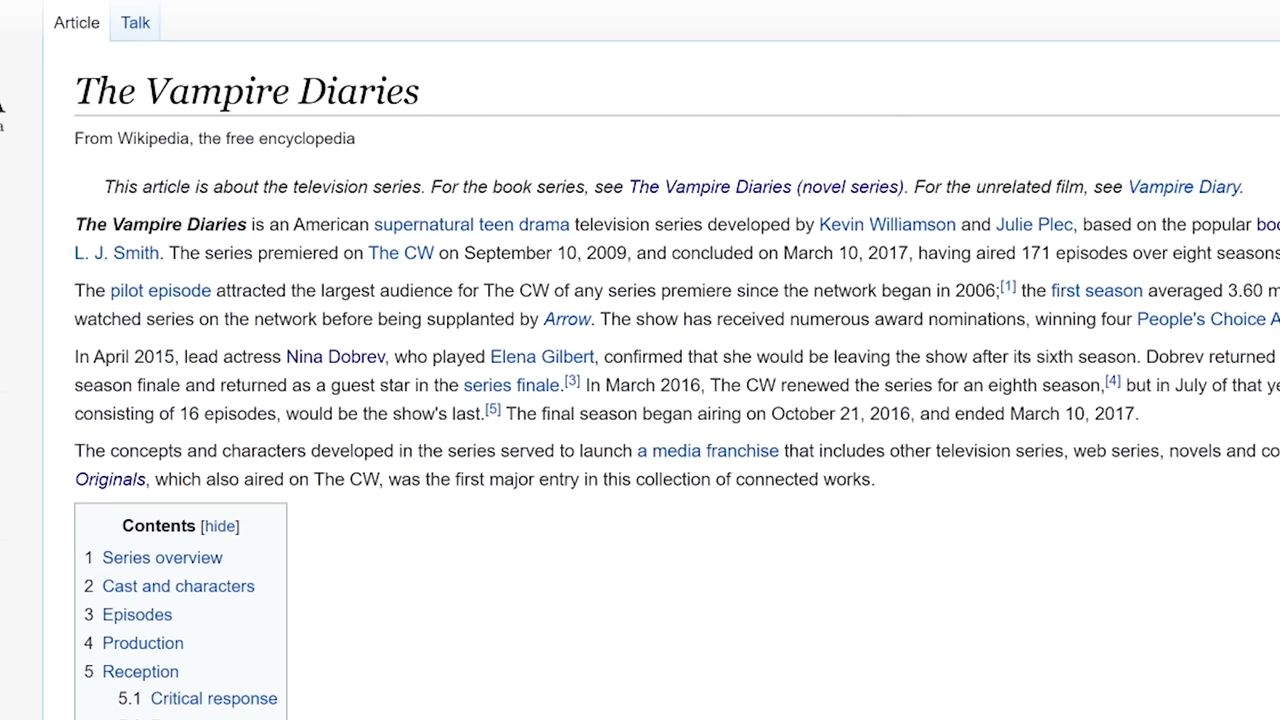 Article Talk
The Vampire Diaries
From Wikipedia, the free encyclopedia
This article is about the television series. For the book series, see The Vampire Diaries (novel series). For the unrelated film, see Vampire Diary.
The Vampire Diaries is an American supernatural teen drama television series developed by Kevin Williamson and Julie Plec, based on the popular
L. J. Smith. The series premiered on The CW on September 10, 2009, and concluded on March 10, 2017, having aired 171 episodes over eight seasons
The pilot episode attracted the largest audience for The CW of any series premiere since the network began in 2006;[1] the first season averaged 3.60
watched series on the network before being supplanted by Arrow. The show has received numerous award nominations, winning four People's Choice
In April 2015, lead actress Nina Dobrev, who played Elena Gilbert, confirmed that she would be leaving the show after its sixth season. Dobrev returned
season finale and returned as a guest star in the series finale.[3] In March 2016, The CW renewed the series for an eighth season,[4] but in July of that
consisting of 16 episodes, would be the show's last.[5] The final season began airing on October 21, 2016, and ended March 10, 2017.
The concepts and characters developed in the series served to launch a media franchise that includes other television series, web series, novels and
Originals, which also aired on The CW, was the first major entry in this collection of connected works.
Contents [hide]
1 Series overview
2 Cast and characters
3 Episodes
4 Production
5 Reception
5.1 Critical response